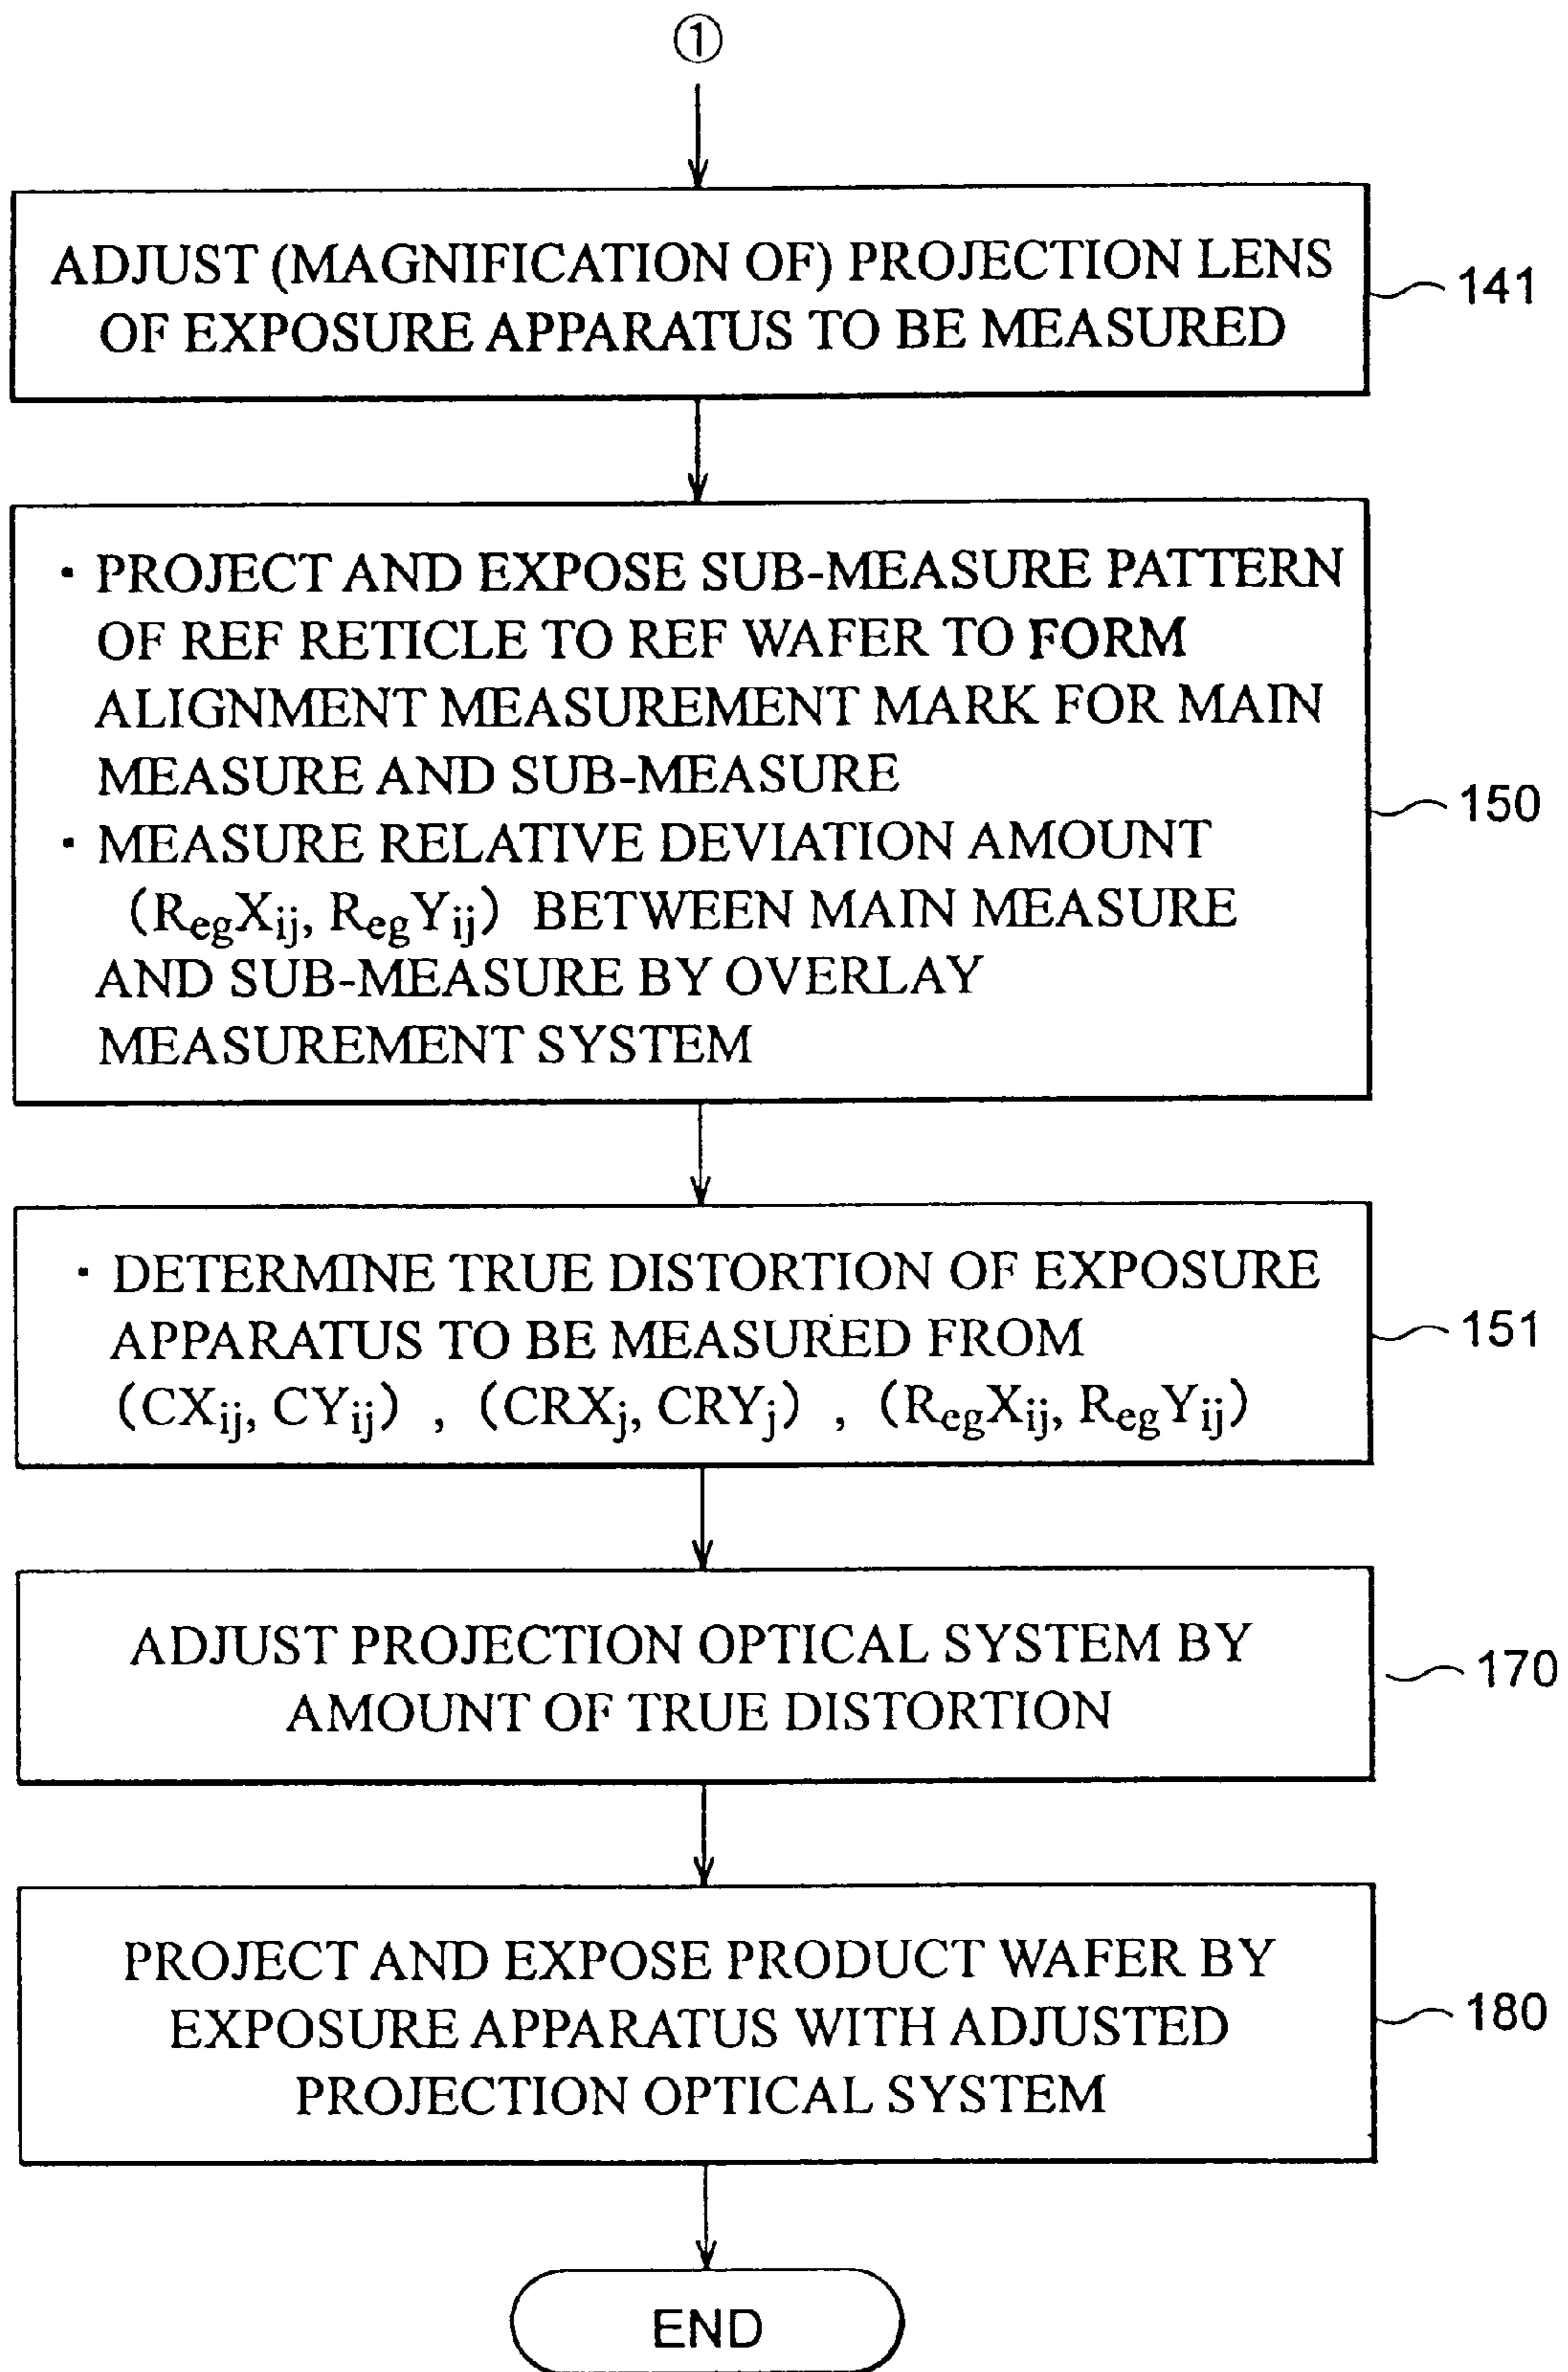 ①
ADJUST (MAGNIFICATION OF) PROJECTION LENS
OF EXPOSURE APPARATUS TO BE MEASURED
141
· PROJECT AND EXPOSE SUB-MEASURE PATTERN
OF REF RETICLE TO REF WAFER TO FORM
ALIGNMENT MEASUREMENT MARK FOR MAIN
MEASURE AND SUB-MEASURE
· MEASURE RELATIVE DEVIATION AMOUNT
(RegXij, RegYij) BETWEEN MAIN MEASURE
AND SUB-MEASURE BY OVERLAY
MEASUREMENT SYSTEM
150
· DETERMINE TRUE DISTORTION OF EXPOSURE
APPARATUS TO BE MEASURED FROM
(CXij, CYij) , (CRXj, CRYj) , (RegXij, RegYij)
151
ADJUST PROJECTION OPTICAL SYSTEM BY
AMOUNT OF TRUE DISTORTION
170
PROJECT AND EXPOSE PRODUCT WAFER BY
EXPOSURE APPARATUS WITH ADJUSTED
PROJECTION OPTICAL SYSTEM
180
END